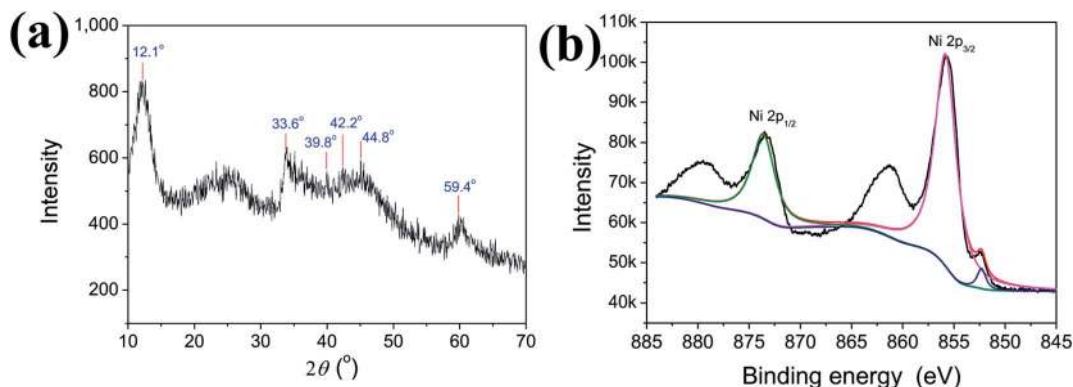 (a)
1,000
800
600
400
200
Intensity
12.1°
33.6°
39.8°
42.2°
44.8°
59.4°
10 20 30 40 50 60 70
2θ (°)
(b)
110k
100k
90k
80k
70k
60k
50k
40k
Intensity
Ni 2p1/2
Ni 2p3/2
885 880 875 870 865 860 855 850 845
Binding energy (eV)